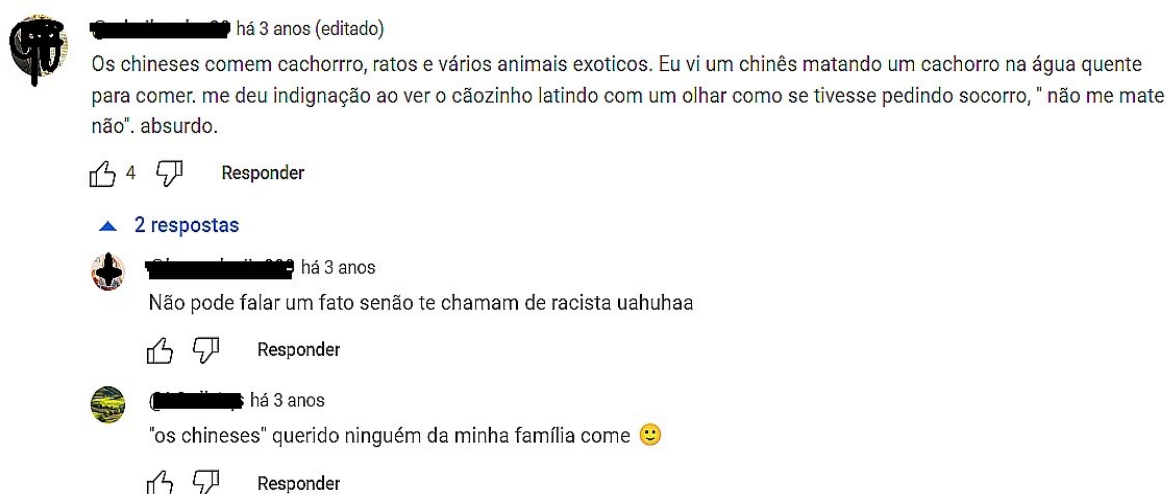 há 3 anos (editado)
Os chineses comem cachorrro, ratos e vários animais exoticos. Eu vi um chinês matando um cachorro na água quente
para comer. me deu indignação ao ver o cãozinho latindo com um olhar como se tivesse pedindo socorro, " não me mate
não". absurdo.
4 Responder
2 respostas
há 3 anos
Não pode falar um fato senão te chamam de racista uahuhaa
Responder
há 3 anos
"os chineses" querido ninguém da minha família come 🙂
Responder